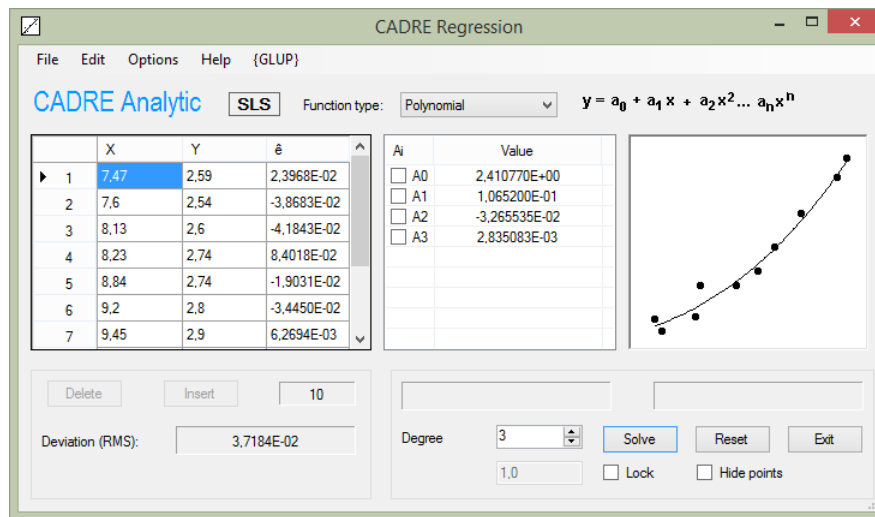 CADRE Regression
File Edit Options Help {GLUP}
CADRE Analytic SLS Function type: Polynomial y = a0 + a1 x + a2x2... anxn
X Y ê
1 7,47 2,59 2,3968E-02
2 7,6 2,54 -3,8683E-02
3 8,13 2,6 -4,1843E-02
4 8,23 2,74 8,4018E-02
5 8,84 2,74 -1,9031E-02
6 9,2 2,8 -3,4450E-02
7 9,45 2,9 6,2694E-03
Ai Value
A0 2,410770E+00
A1 1,065200E-01
A2 -3,265535E-02
A3 2,835083E-03
Delete Insert 10
Deviation (RMS): 3,7184E-02
Degree 3 Solve Reset Exit
1,0 Lock Hide points